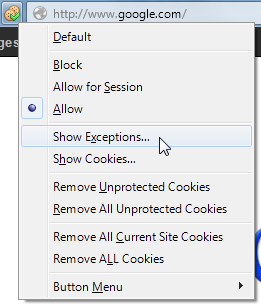 http://www.google.com/
ges
Default
Block
Allow for Session
Allow
Show Exceptions...
Show Cookies...
Remove Unprotected Cookies
Remove All Unprotected Cookies
Remove All Current Site Cookies
Remove ALL Cookies
Button Menu